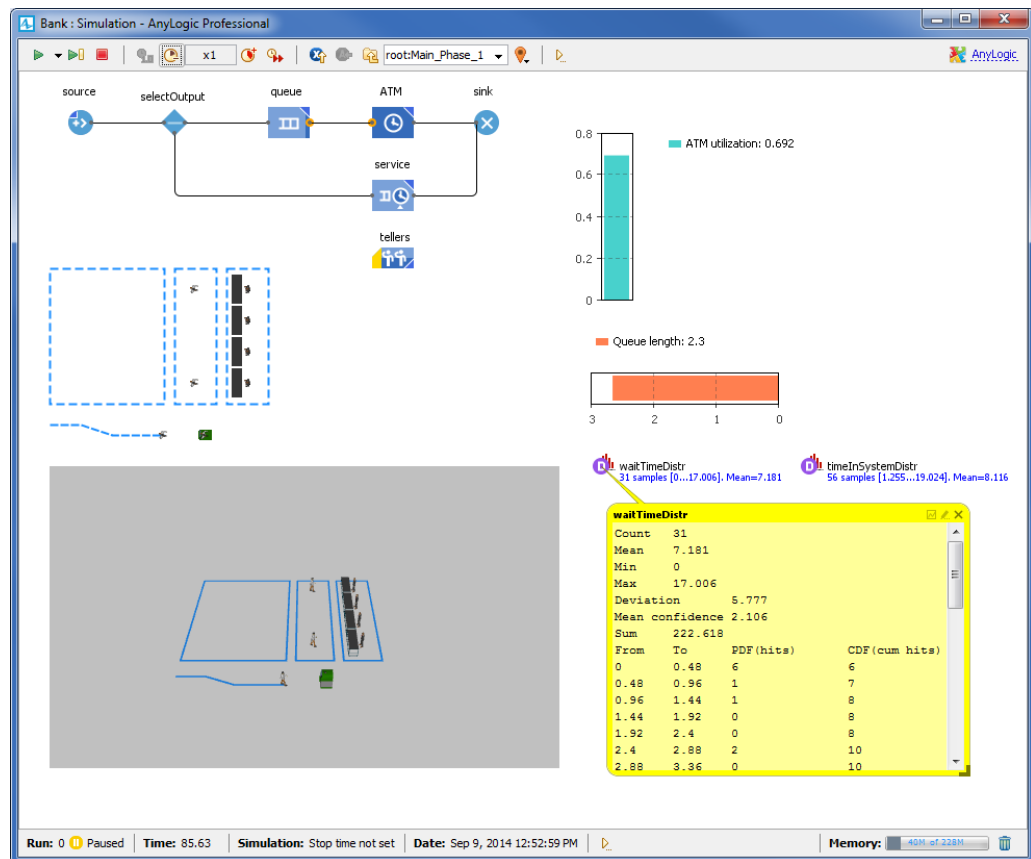 Bank : Simulation - AnyLogic Professional
x1
root:Main_Phase_1
AnyLogic
source
selectOutput
queue
ATM
sink
service
tellers
0.8
0.6
0.4
0.2
0
ATM utilization: 0.692
Queue length: 2.3
3 2 1 0
waitTimeDistr
31 samples [0...17.006]. Mean=7.181
timeInSystemDistr
56 samples [1.255...19.024]. Mean=8.116
waitTimeDistr
Count 31
Mean 7.181
Min 0
Max 17.006
Deviation 5.777
Mean confidence 2.106
Sum 222.618
From To PDF(hits) CDF(cum hits)
0 0.48 6 6
0.48 0.96 1 7
0.96 1.44 1 8
1.44 1.92 0 8
1.92 2.4 0 8
2.4 2.88 2 10
2.88 3.36 0 10
Run: 0 Paused Time: 85.63 Simulation: Stop time not set Date: Sep 9, 2014 12:52:59 PM Memory: 40M of 228M